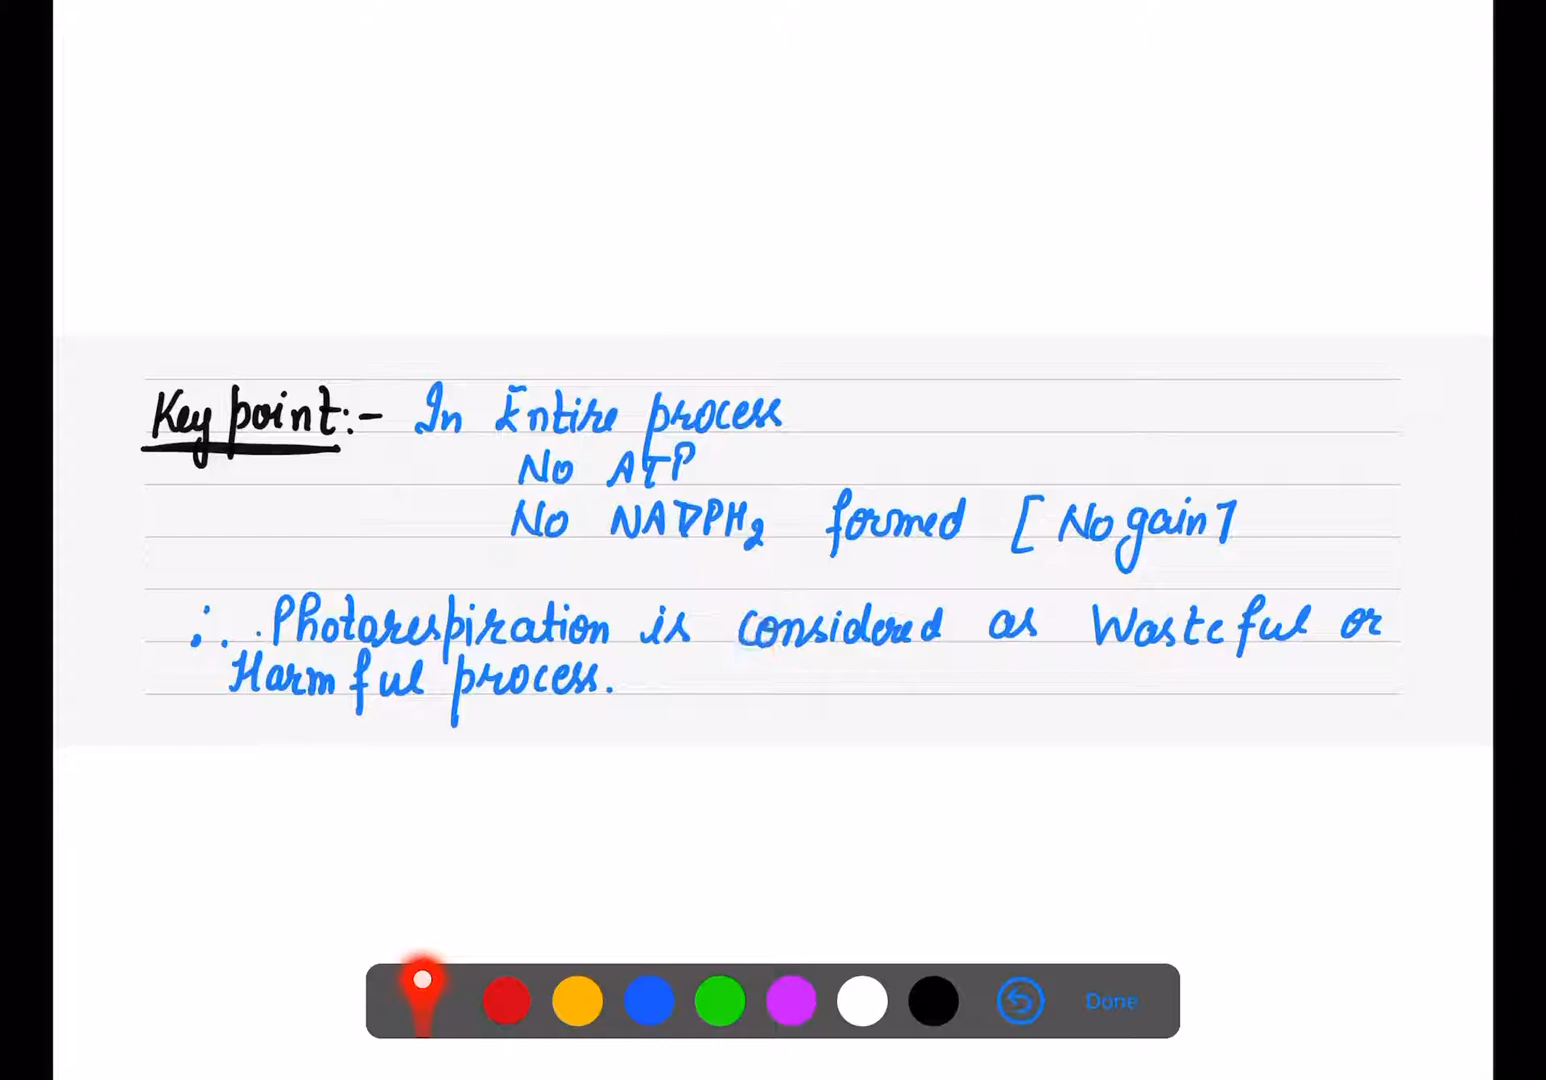 Key point:- In Entire process
No ATP
No NADPH₂ formed [No gain]
∴ Photorespiration is considered as Wasteful or
Harmful process.
Done